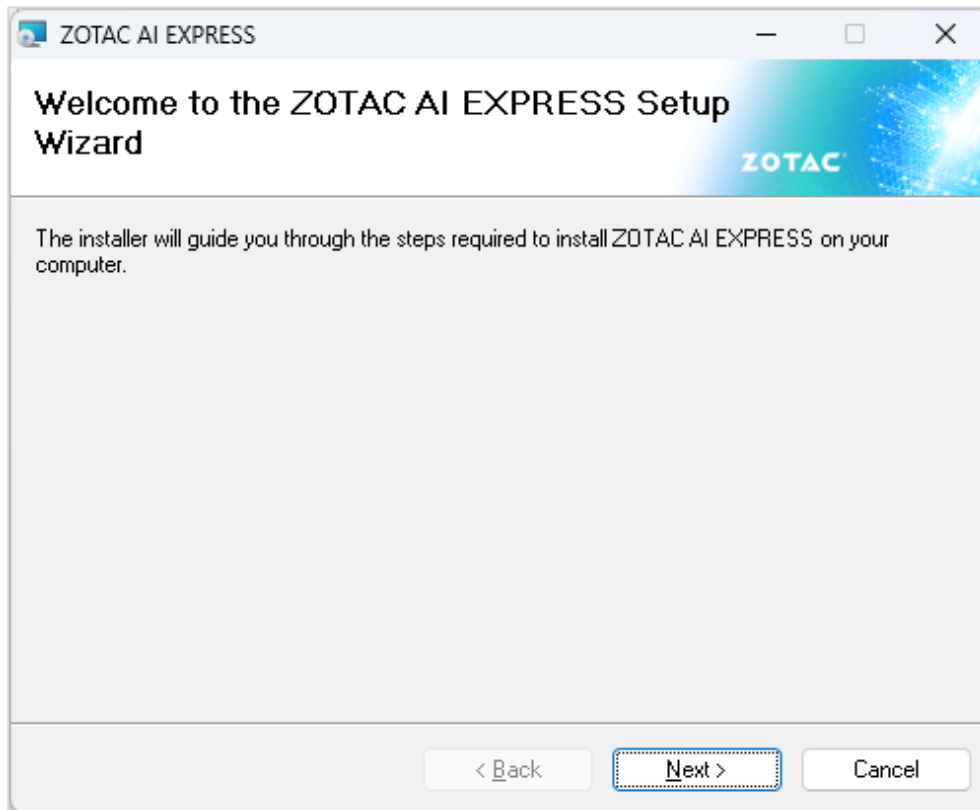 ZOTAC AI EXPRESS
Welcome to the ZOTAC AI EXPRESS Setup
Wizard
ZOTAC
The installer will guide you through the steps required to install ZOTAC AI EXPRESS on your
computer.
< Back
Next >
Cancel